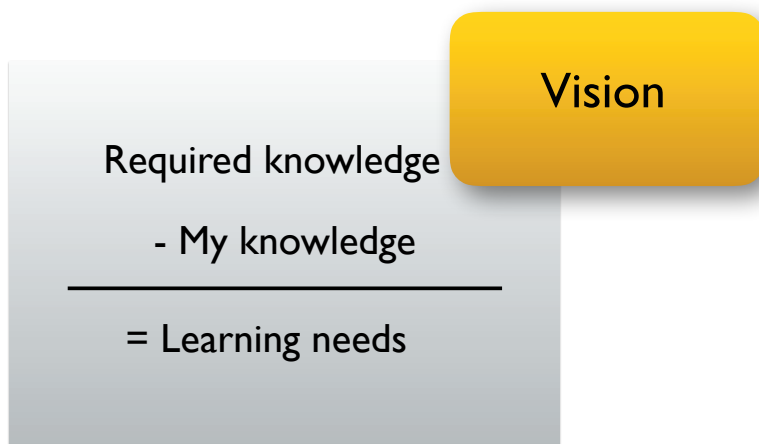 Vision
Required knowledge
- My knowledge
= Learning needs